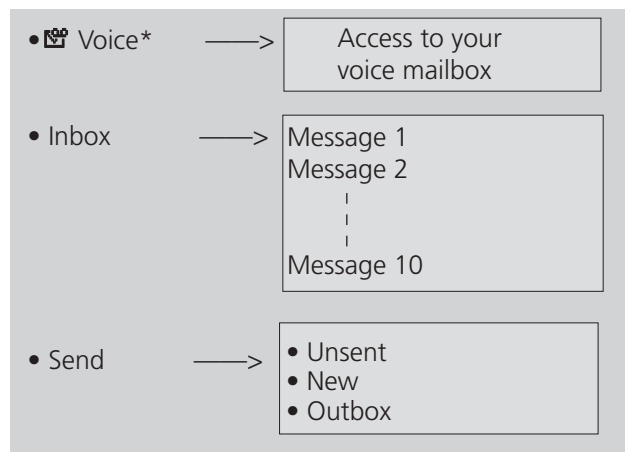 • Voice* ——> Access to your
voice mailbox
• Inbox ——> Message 1
Message 2
Message 10
• Send ——> • Unsent
• New
• Outbox